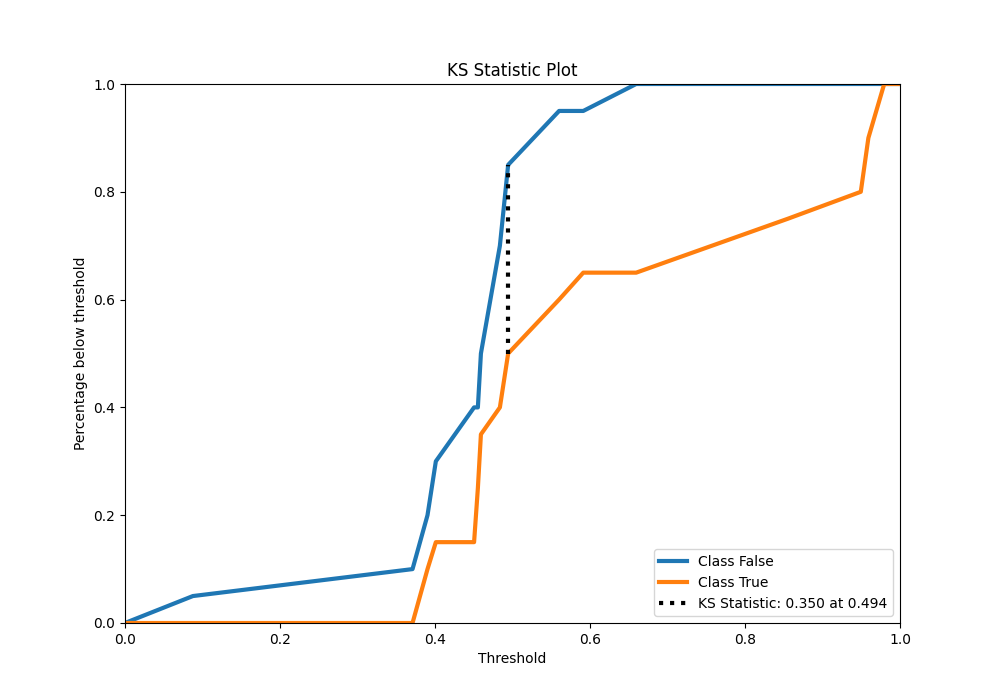 KS Statistic Plot
1.0
0.8
0.6
0.4
0.2
0.0
Percentage below threshold
0.0 0.2 0.4 0.6 0.8 1.0
Threshold
Class False
Class True
KS Statistic: 0.350 at 0.494